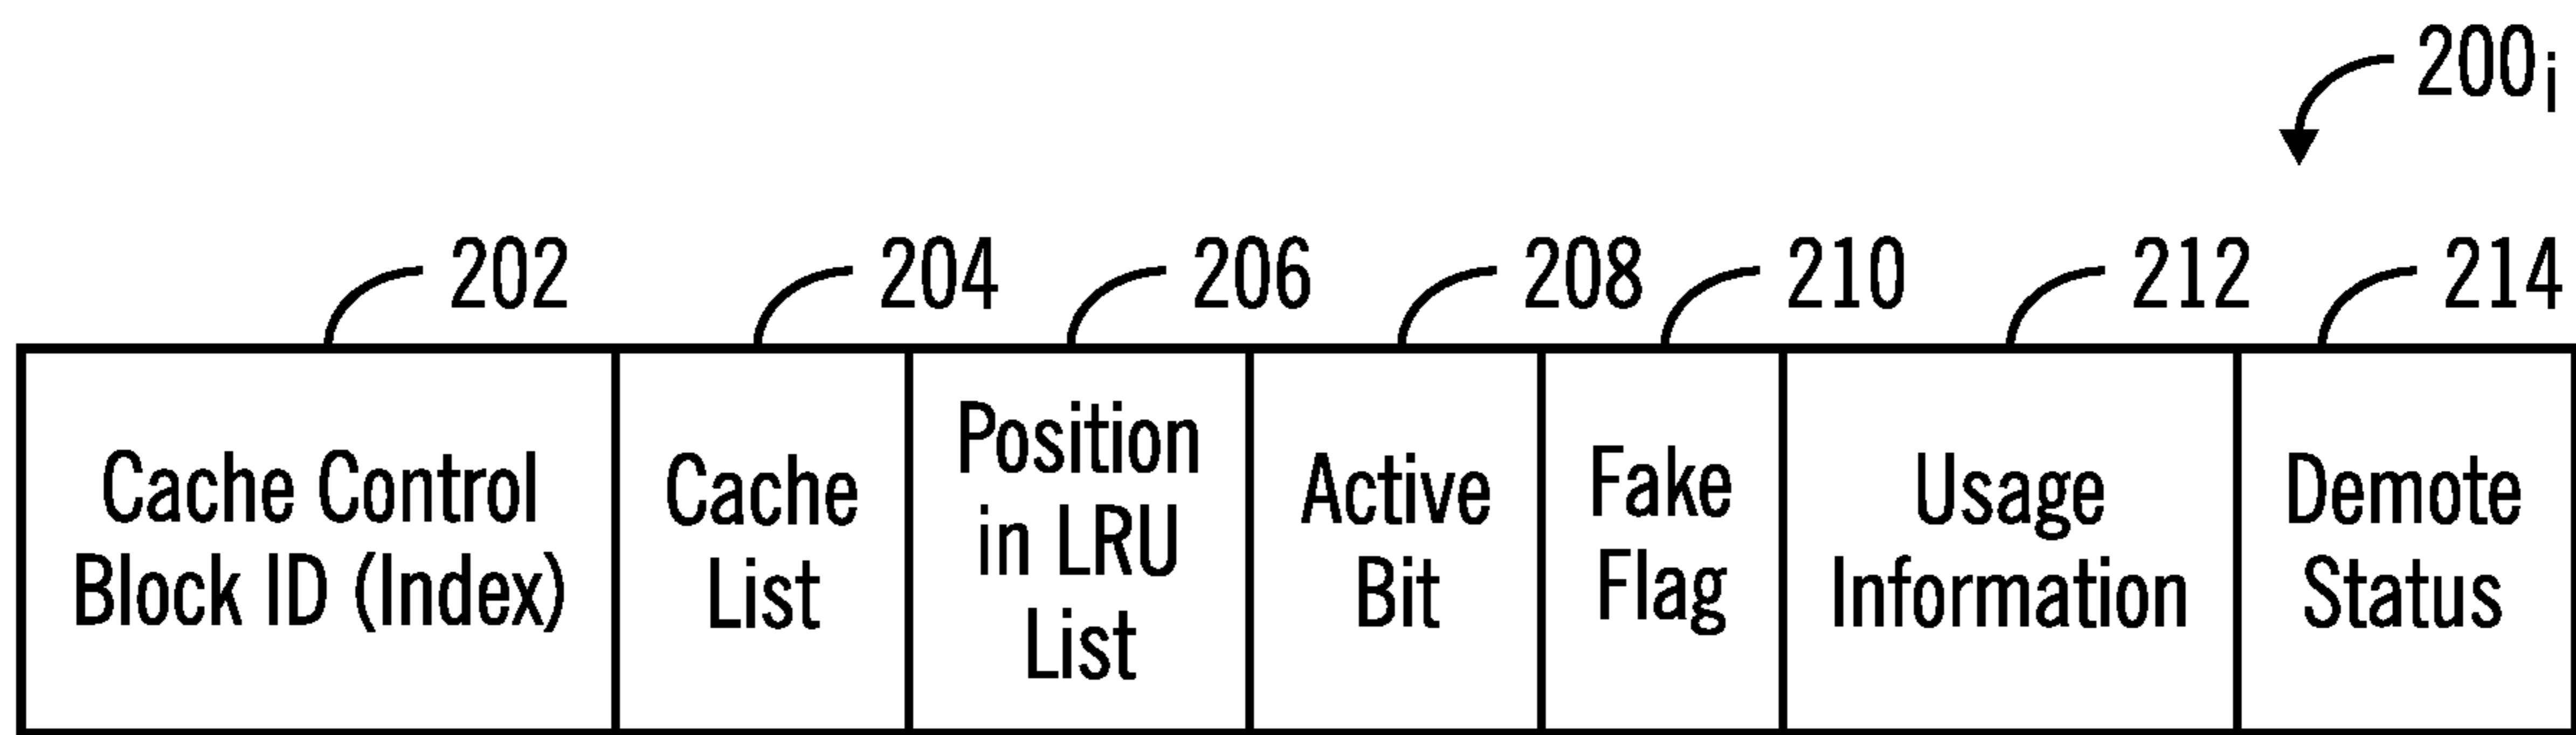 200i
202 204 206 208 210 212 214
Cache Control
Block ID (Index)
Cache
List
Position
in LRU
List
Active
Bit
Fake
Flag
Usage
Information
Demote
Status